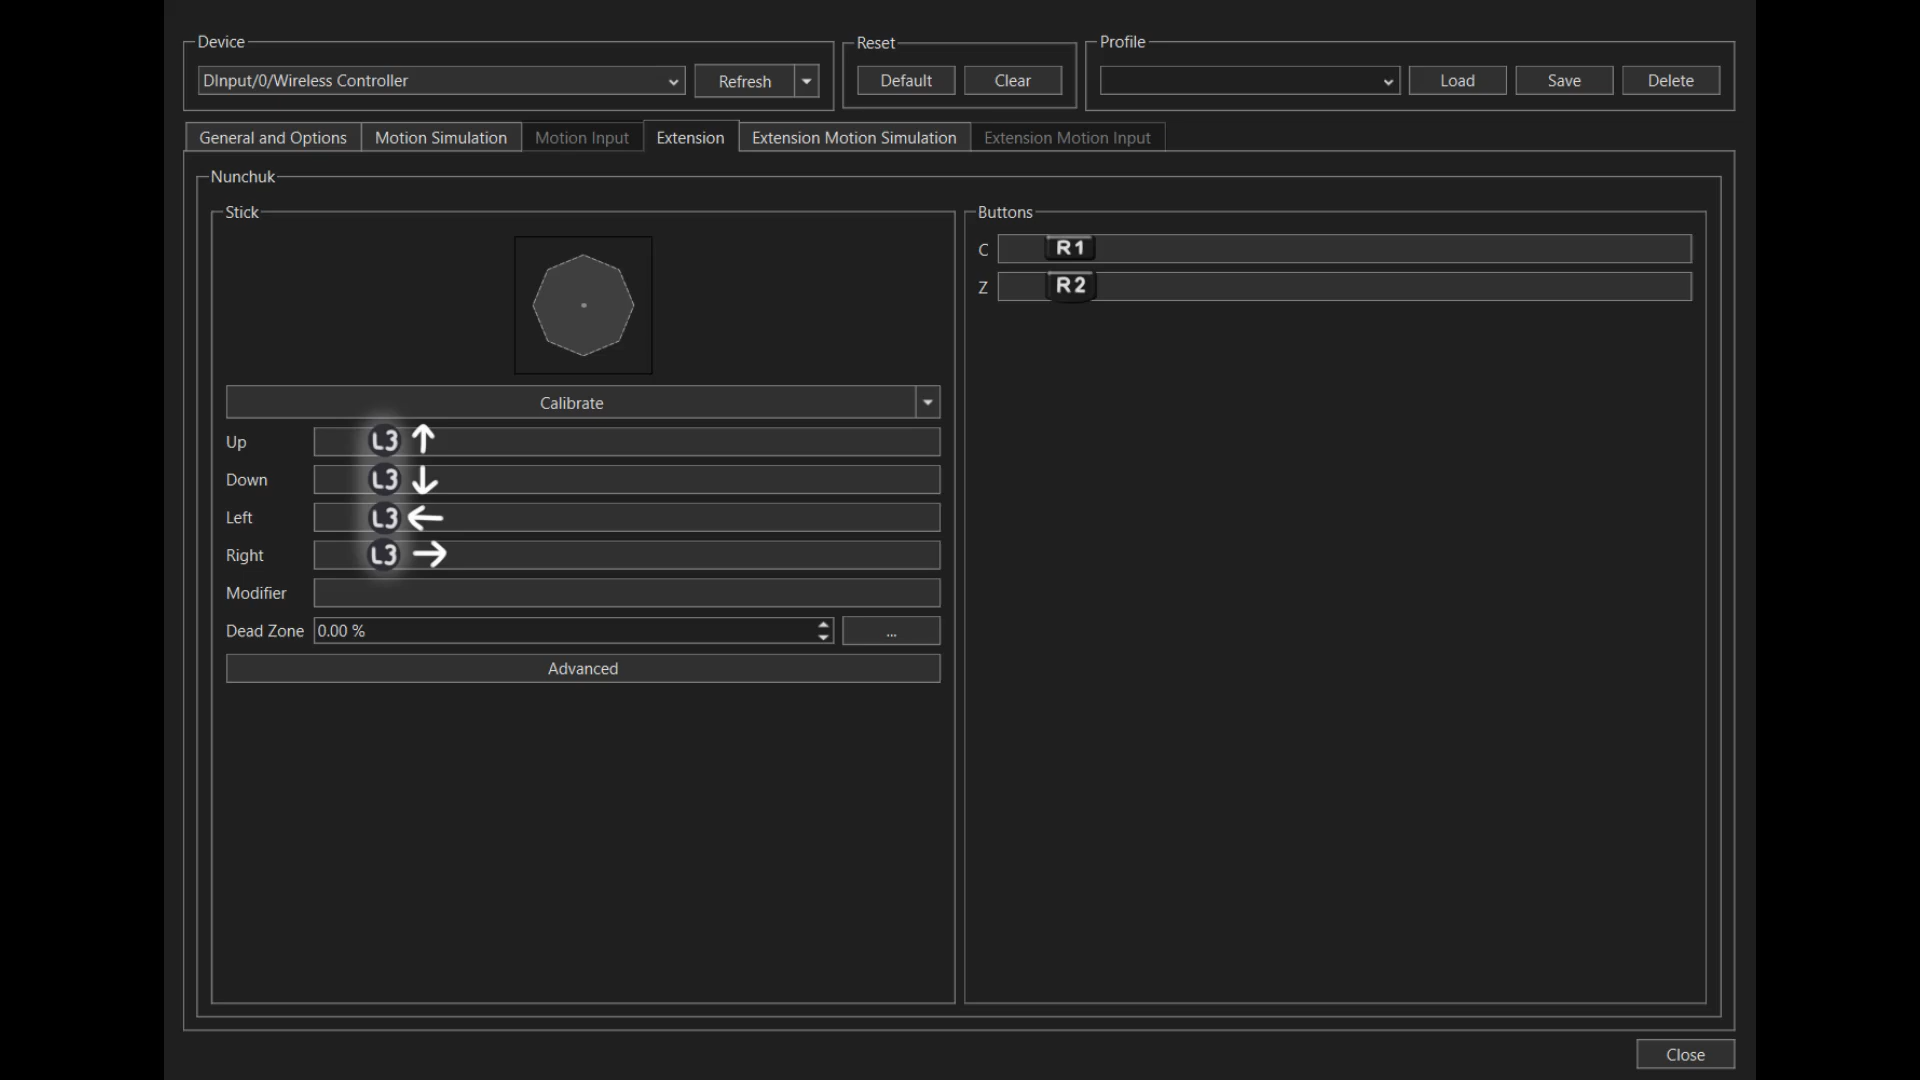 Device
Reset
Profile
DInput/0/Wireless Controller
Refresh
Default
Clear
Load
Save
Delete
General and Options
Motion Simulation
Motion Input
Extension
Extension Motion Simulation
Extension Motion Input
Nunchuk
Stick
Calibrate
Up L3
Down L3
Left L3
Right L3
Modifier
Dead Zone 0.00 % ...
Advanced
Buttons
C R1
Z R2
Close